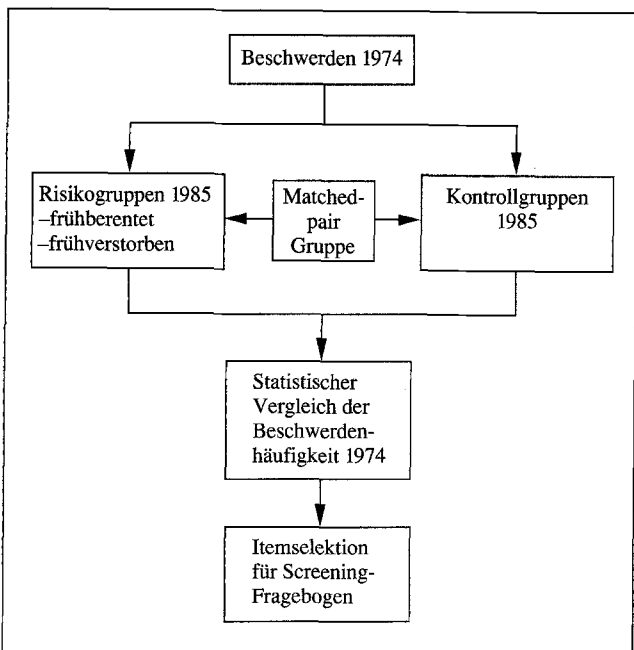 Beschwerden 1974
Risikogruppen 1985
–frühberentet
–frühverstorben
Matched-
pair
Gruppe
Kontrollgruppen
1985
Statistischer
Vergleich der
Beschwerden-
häufigkeit 1974
Itemselektion
für Screening-
Fragebogen